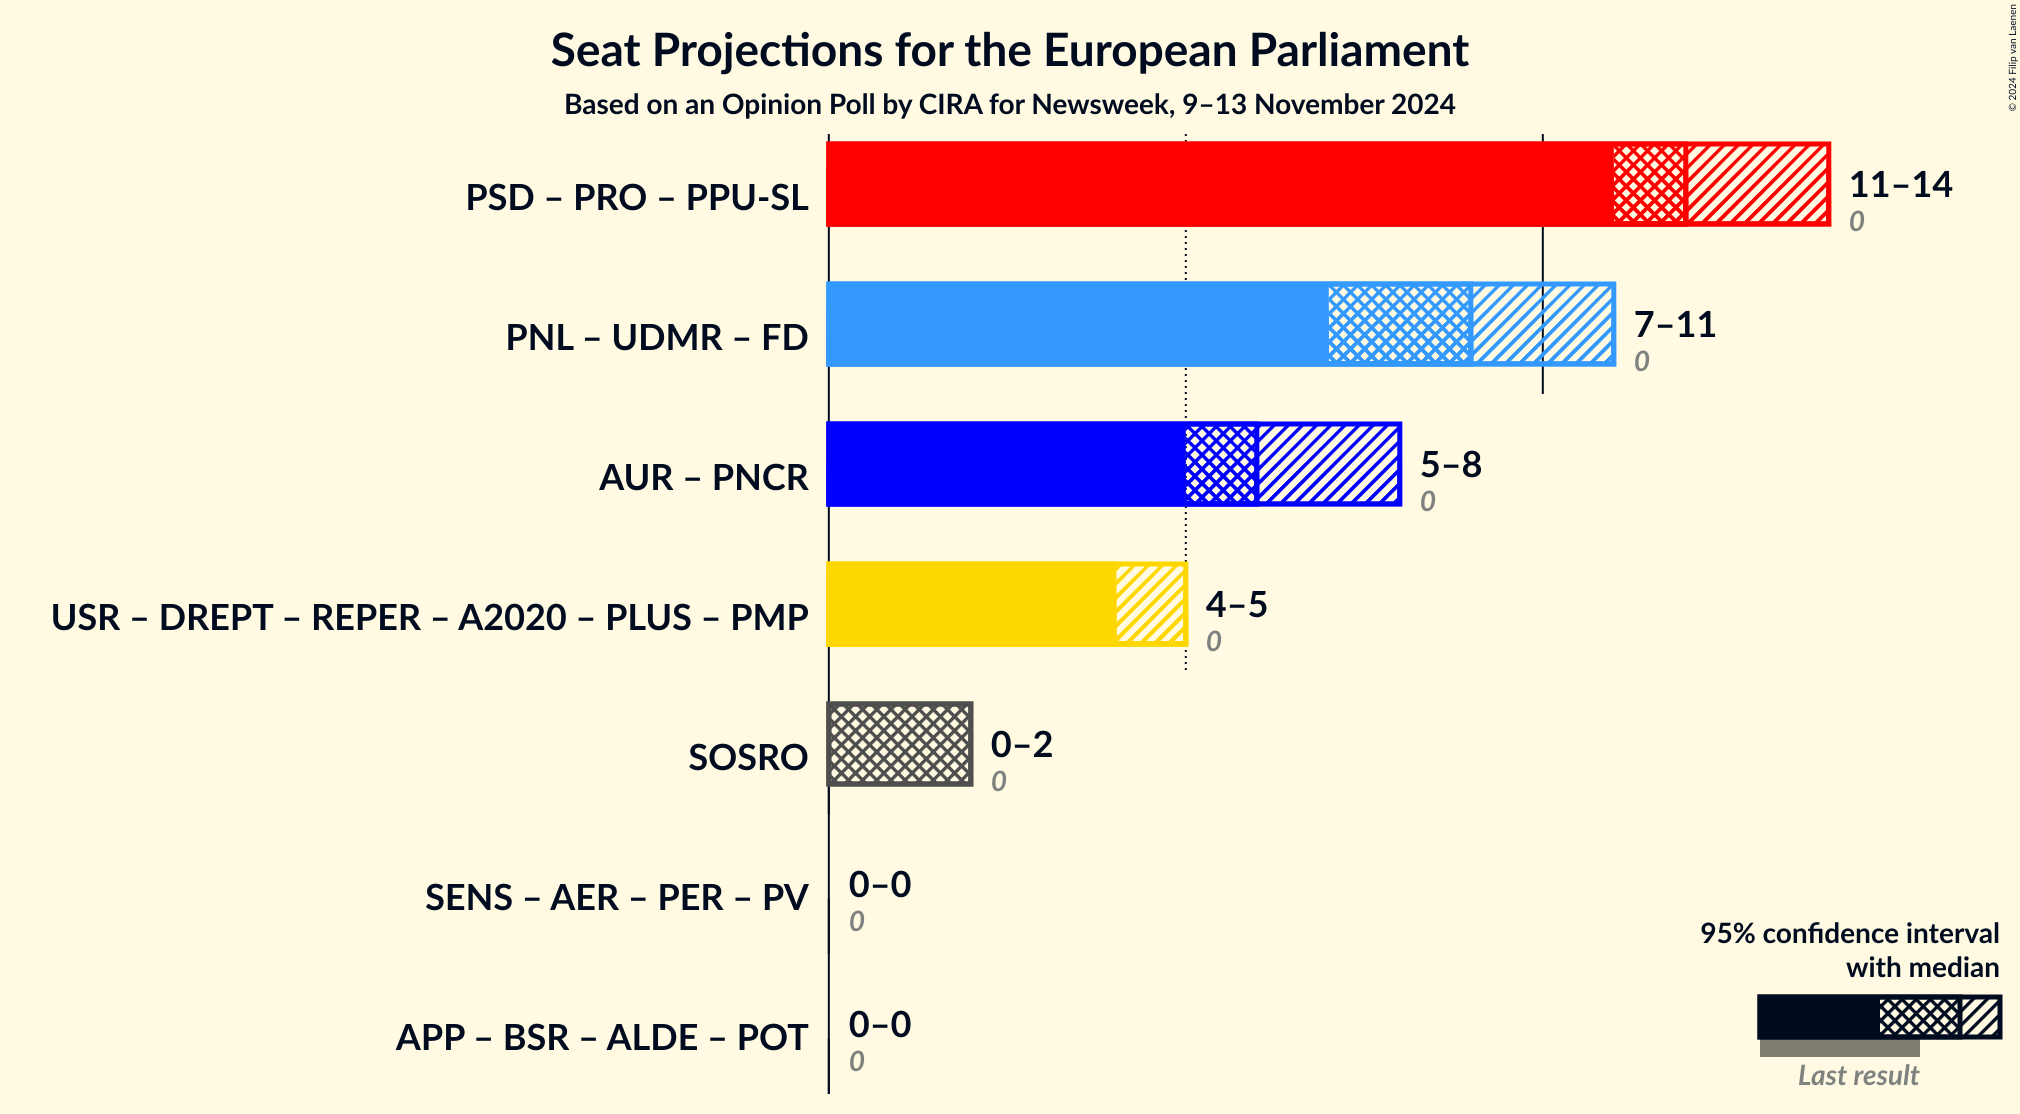 Seat Projections for the European Parliament
Based on an Opinion Poll by CIRA for Newsweek, 9–13 November 2024
© 2024 Filip van Laenen
PSD – PRO – PPU-SL
11–14
0
PNL – UDMR – FD
7–11
0
AUR – PNCR
5–8
0
USR – DREPT – REPER – A2020 – PLUS – PMP
4–5
0
SOSRO
0–2
0
SENS – AER – PER – PV
0–0
0
APP – BSR – ALDE – POT
0–0
0
95% confidence interval
with median
Last result